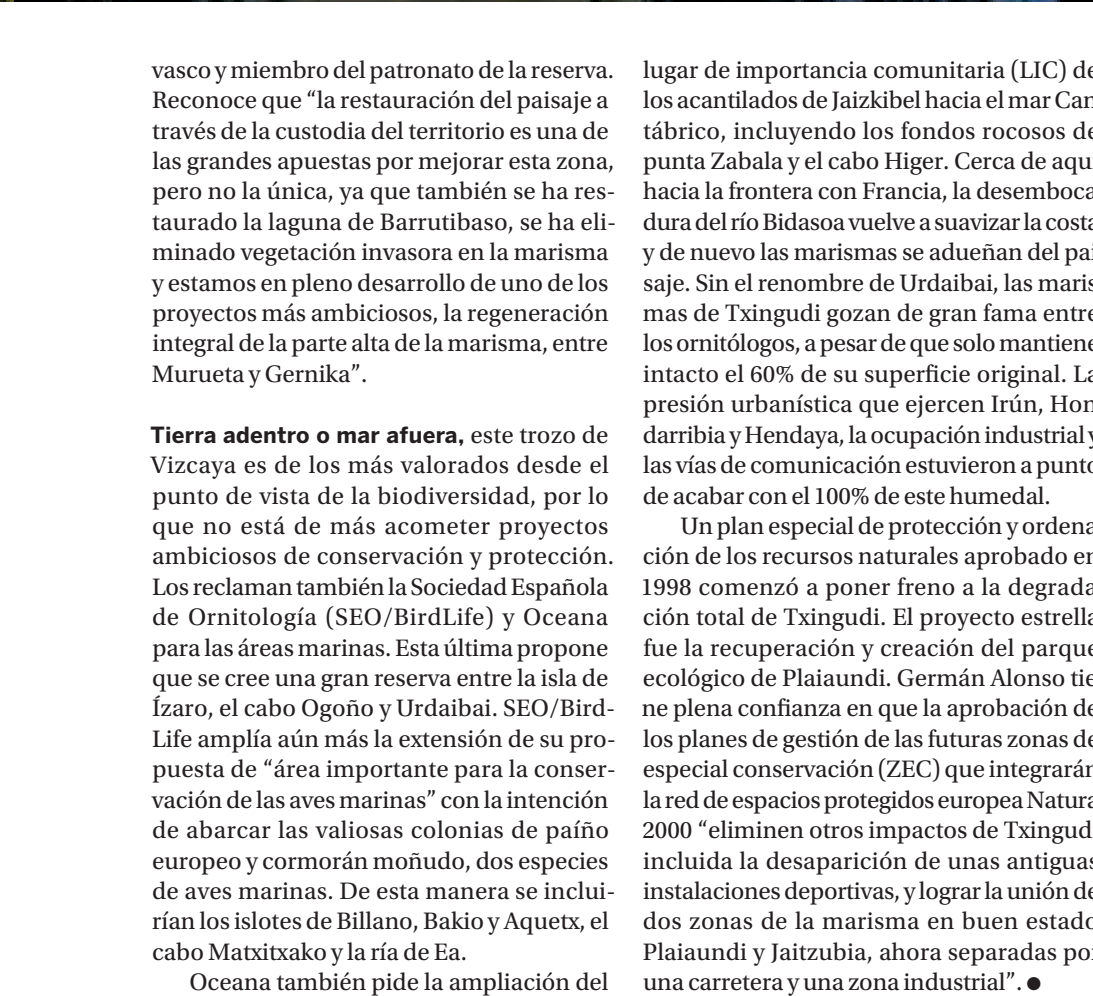 vasco y miembro del patronato de la reserva.
Reconoce que “la restauración del paisaje a
través de la custodia del territorio es una de
las grandes apuestas por mejorar esta zona,
pero no la única, ya que también se ha res-
taurado la laguna de Barrutibaso, se ha eli-
minado vegetación invasora en la marisma
y estamos en pleno desarrollo de uno de los
proyectos más ambiciosos, la regeneración
integral de la parte alta de la marisma, entre
Murueta y Gernika”.
Tierra adentro o mar afuera, este trozo de
Vizcaya es de los más valorados desde el
punto de vista de la biodiversidad, por lo
que no está de más acometer proyectos
ambiciosos de conservación y protección.
Los reclaman también la Sociedad Española
de Ornitología (SEO/BirdLife) y Oceana
para las áreas marinas. Esta última propone
que se cree una gran reserva entre la isla de
Ízaro, el cabo Ogoño y Urdaibai. SEO/Bird-
Life amplía aún más la extensión de su pro-
puesta de “área importante para la conser-
vación de las aves marinas” con la intención
de abarcar las valiosas colonias de paíño
europeo y cormorán moñudo, dos especies
de aves marinas. De esta manera se inclui-
rían los islotes de Billano, Bakio y Aquetx, el
cabo Matxitxako y la ría de Ea.
Oceana también pide la ampliación del
lugar de importancia comunitaria (LIC) de
los acantilados de Jaizkibel hacia el mar Can
tábrico, incluyendo los fondos rocosos de
punta Zabala y el cabo Higer. Cerca de aquí
hacia la frontera con Francia, la desemboca
dura del río Bidasoa vuelve a suavizar la costa
y de nuevo las marismas se adueñan del pai
saje. Sin el renombre de Urdaibai, las maris
mas de Txingudi gozan de gran fama entre
los ornitólogos, a pesar de que solo mantiene
intacto el 60% de su superficie original. La
presión urbanística que ejercen Irún, Hon
darribia y Hendaya, la ocupación industrial y
las vías de comunicación estuvieron a punto
de acabar con el 100% de este humedal.
Un plan especial de protección y ordena
ción de los recursos naturales aprobado en
1998 comenzó a poner freno a la degrada
ción total de Txingudi. El proyecto estrella
fue la recuperación y creación del parque
ecológico de Plaiaundi. Germán Alonso tie
ne plena confianza en que la aprobación de
los planes de gestión de las futuras zonas de
especial conservación (ZEC) que integrarán
la red de espacios protegidos europea Natura
2000 “eliminen otros impactos de Txingudi
incluida la desaparición de unas antiguas
instalaciones deportivas, y lograr la unión de
dos zonas de la marisma en buen estado
Plaiaundi y Jaitzubia, ahora separadas por
una carretera y una zona industrial”. ●